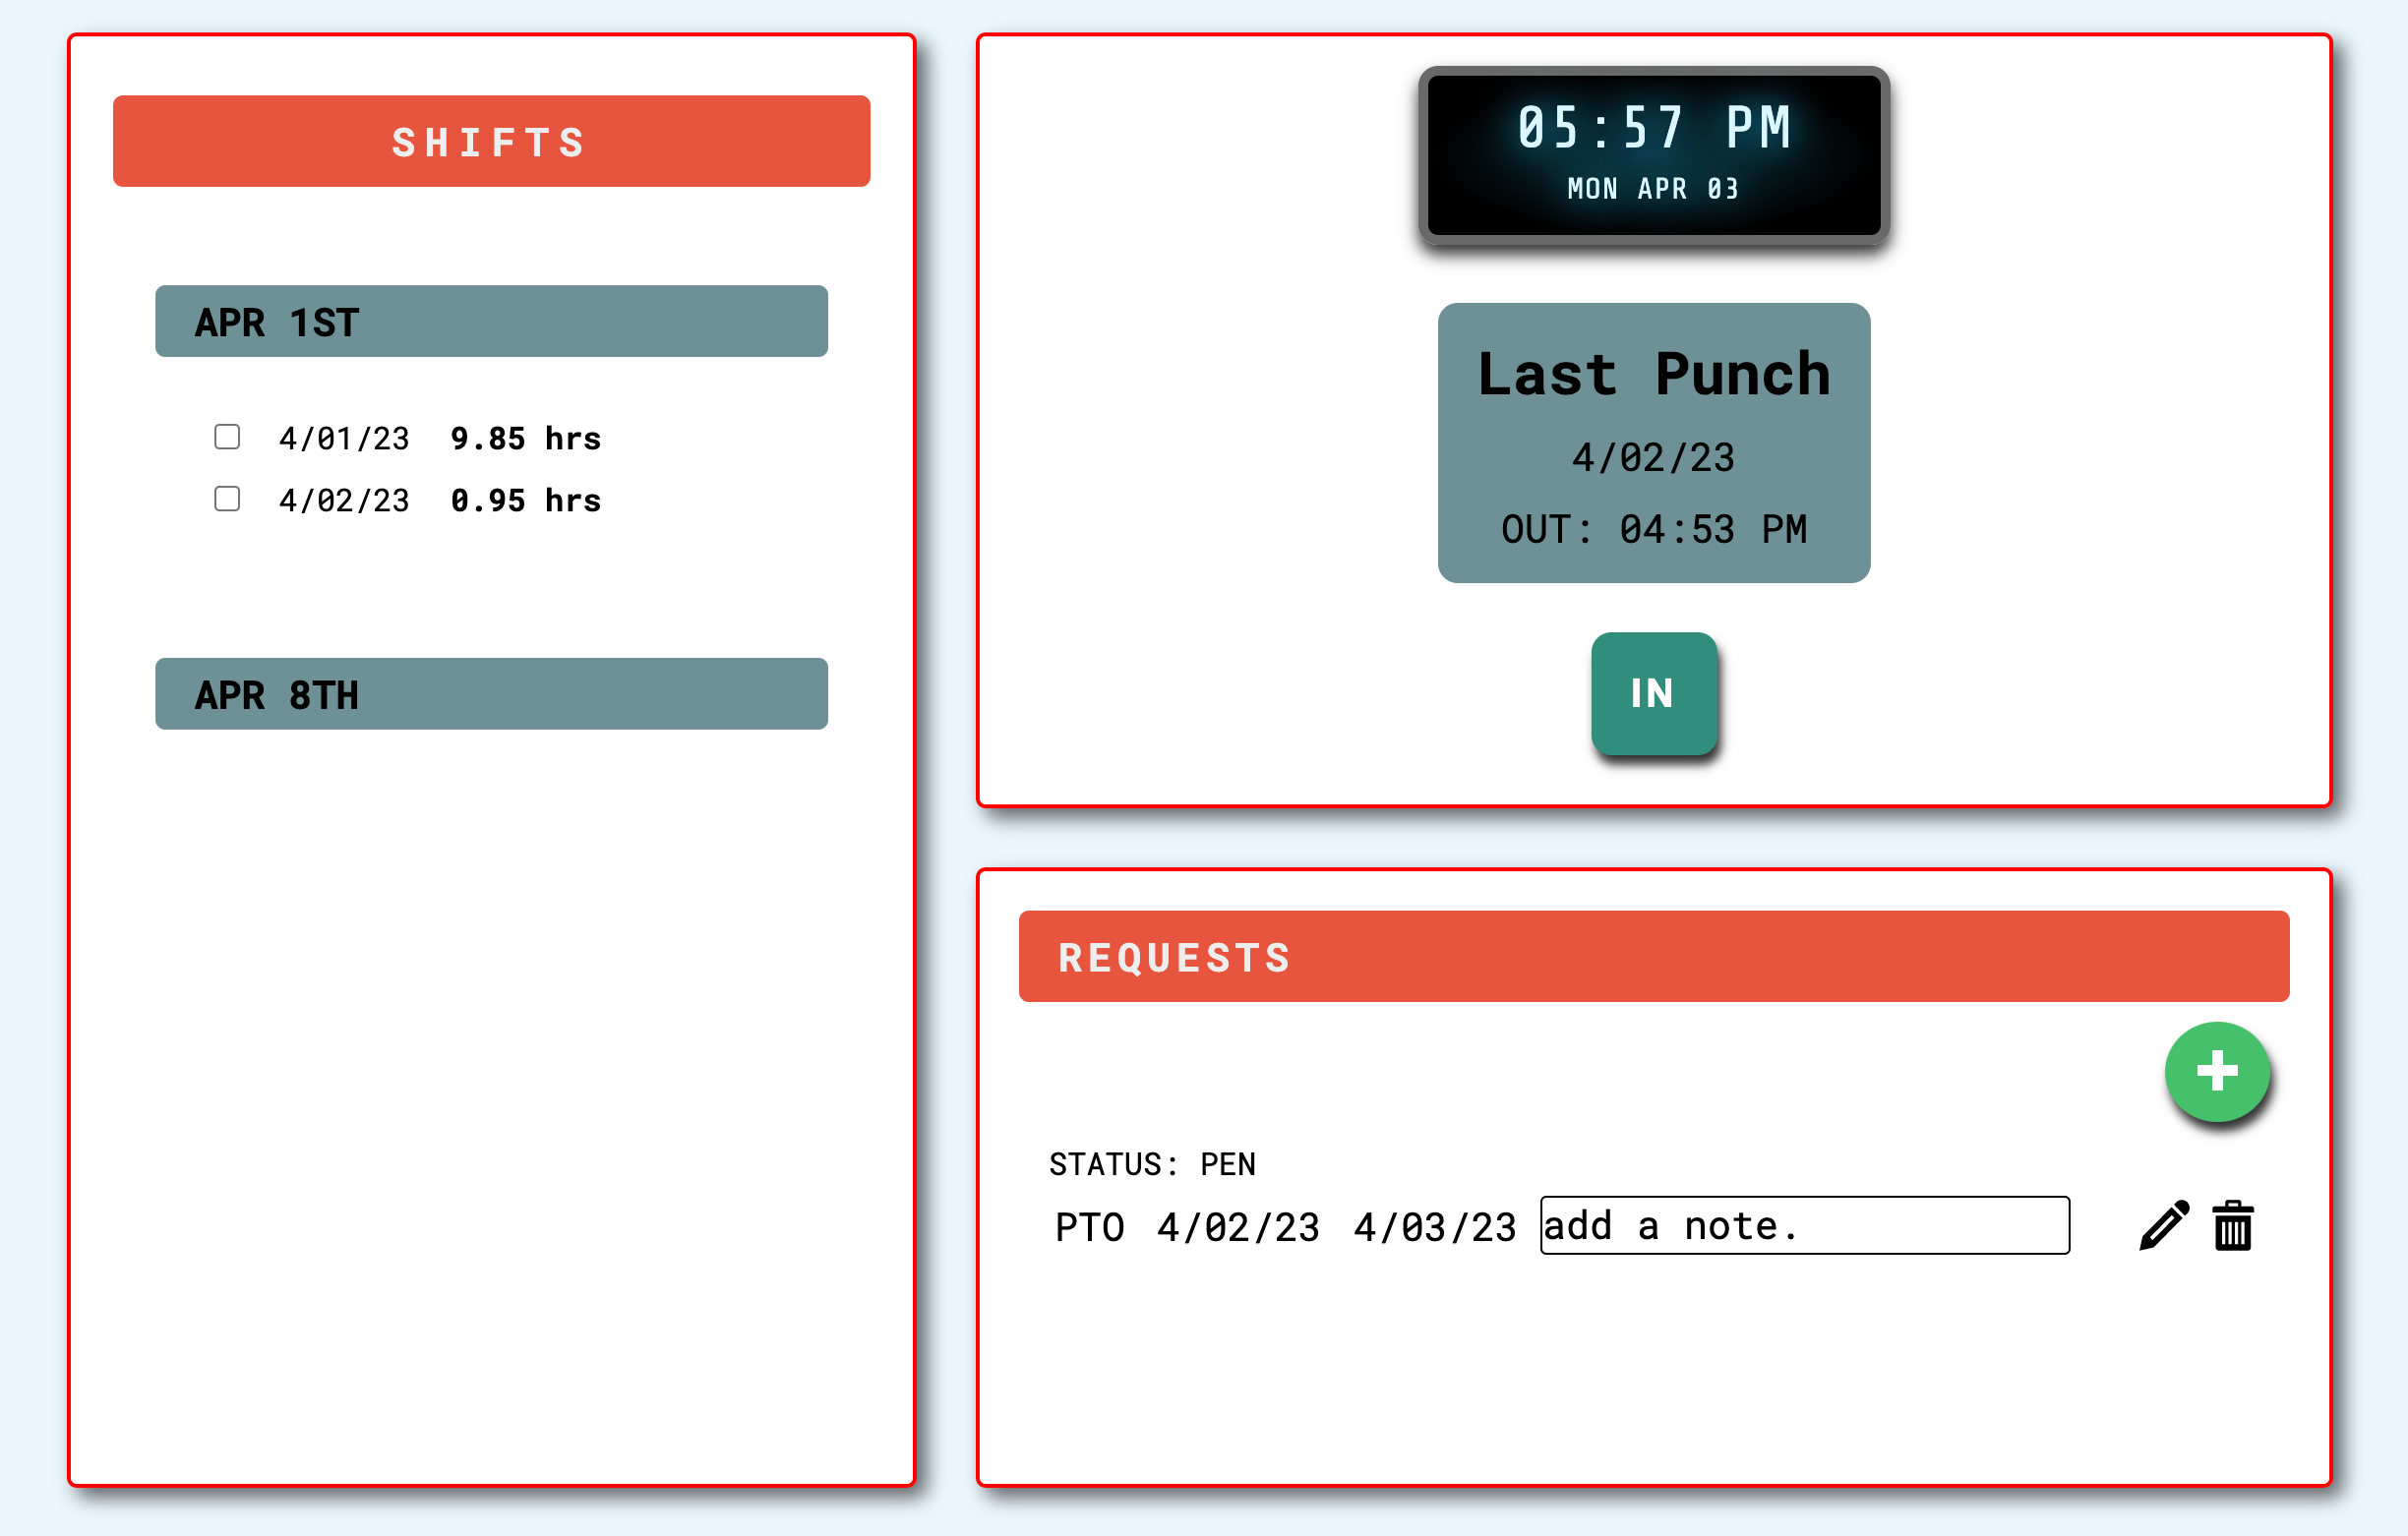 SHIFTS
APR 1ST
4/01/23 9.85 hrs
4/02/23 0.95 hrs
APR 8TH
05:57 PM
MON APR 03
Last Punch
4/02/23
OUT: 04:53 PM
IN
REQUESTS
STATUS: PEN
PTO 4/02/23 4/03/23 add a note.